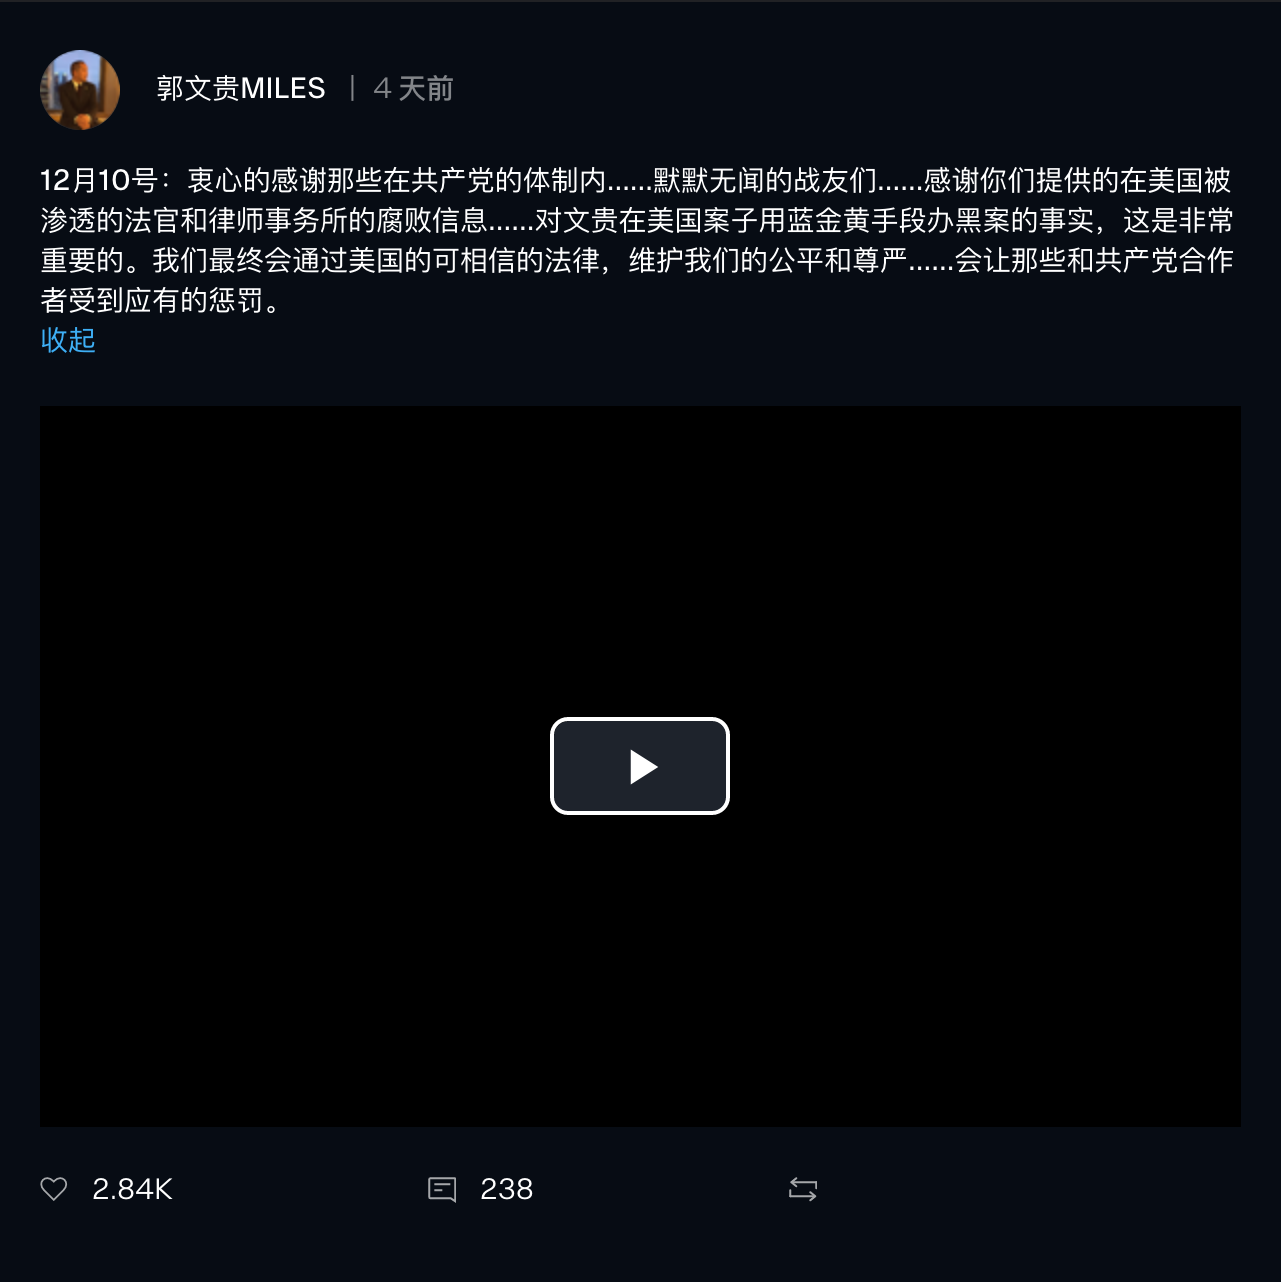 郭文贵MILES | 4 天前
12月10号：衷心的感谢那些在共产党的体制内......默默无闻的战友们......感谢你们提供的在美国被
渗透的法官和律师事务所的腐败信息......对文贵在美国案子用蓝金黄手段办黑案的事实，这是非常
重要的。我们最终会通过美国的可相信的法律，维护我们的公平和尊严......会让那些和共产党合作
者受到应有的惩罚。
收起
2.84K 238